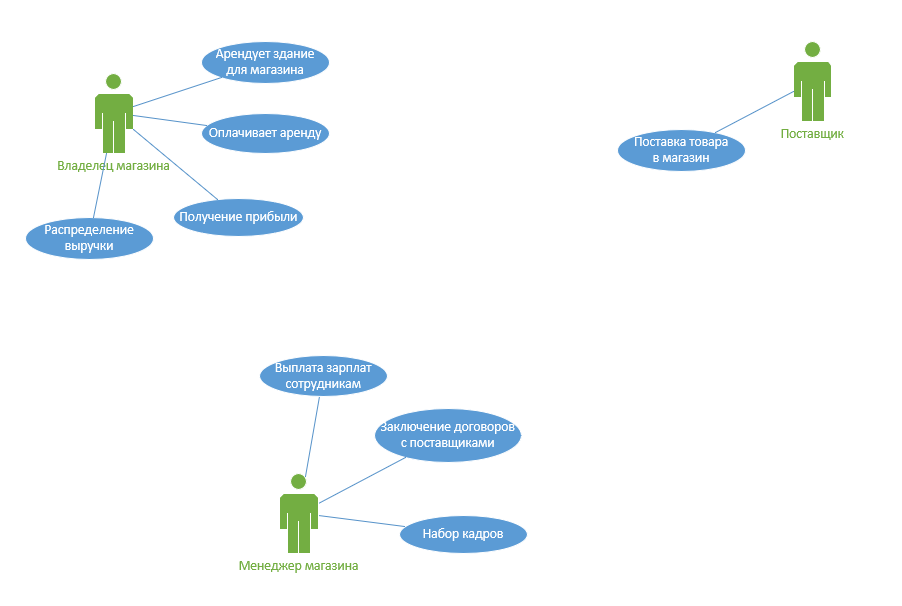 Арендует здание
для магазина
Оплачивает аренду
Владелец магазина
Получение прибыли
Распределение
выручки
Поставщик
Поставка товара
в магазин
Выплата зарплат
сотрудникам
Заключение договоров
с поставщиками
Набор кадров
Менеджер магазина